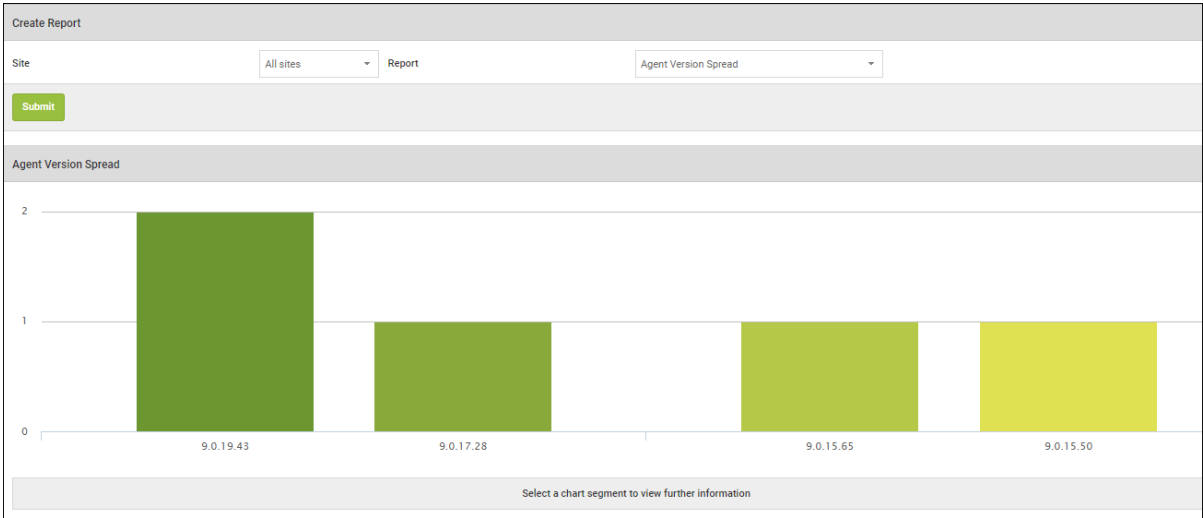 Create Report
Site All sites Report Agent Version Spread
Submit
Agent Version Spread
2
1
0
9.0.19.43 9.0.17.28 9.0.15.65 9.0.15.50
Select a chart segment to view further information